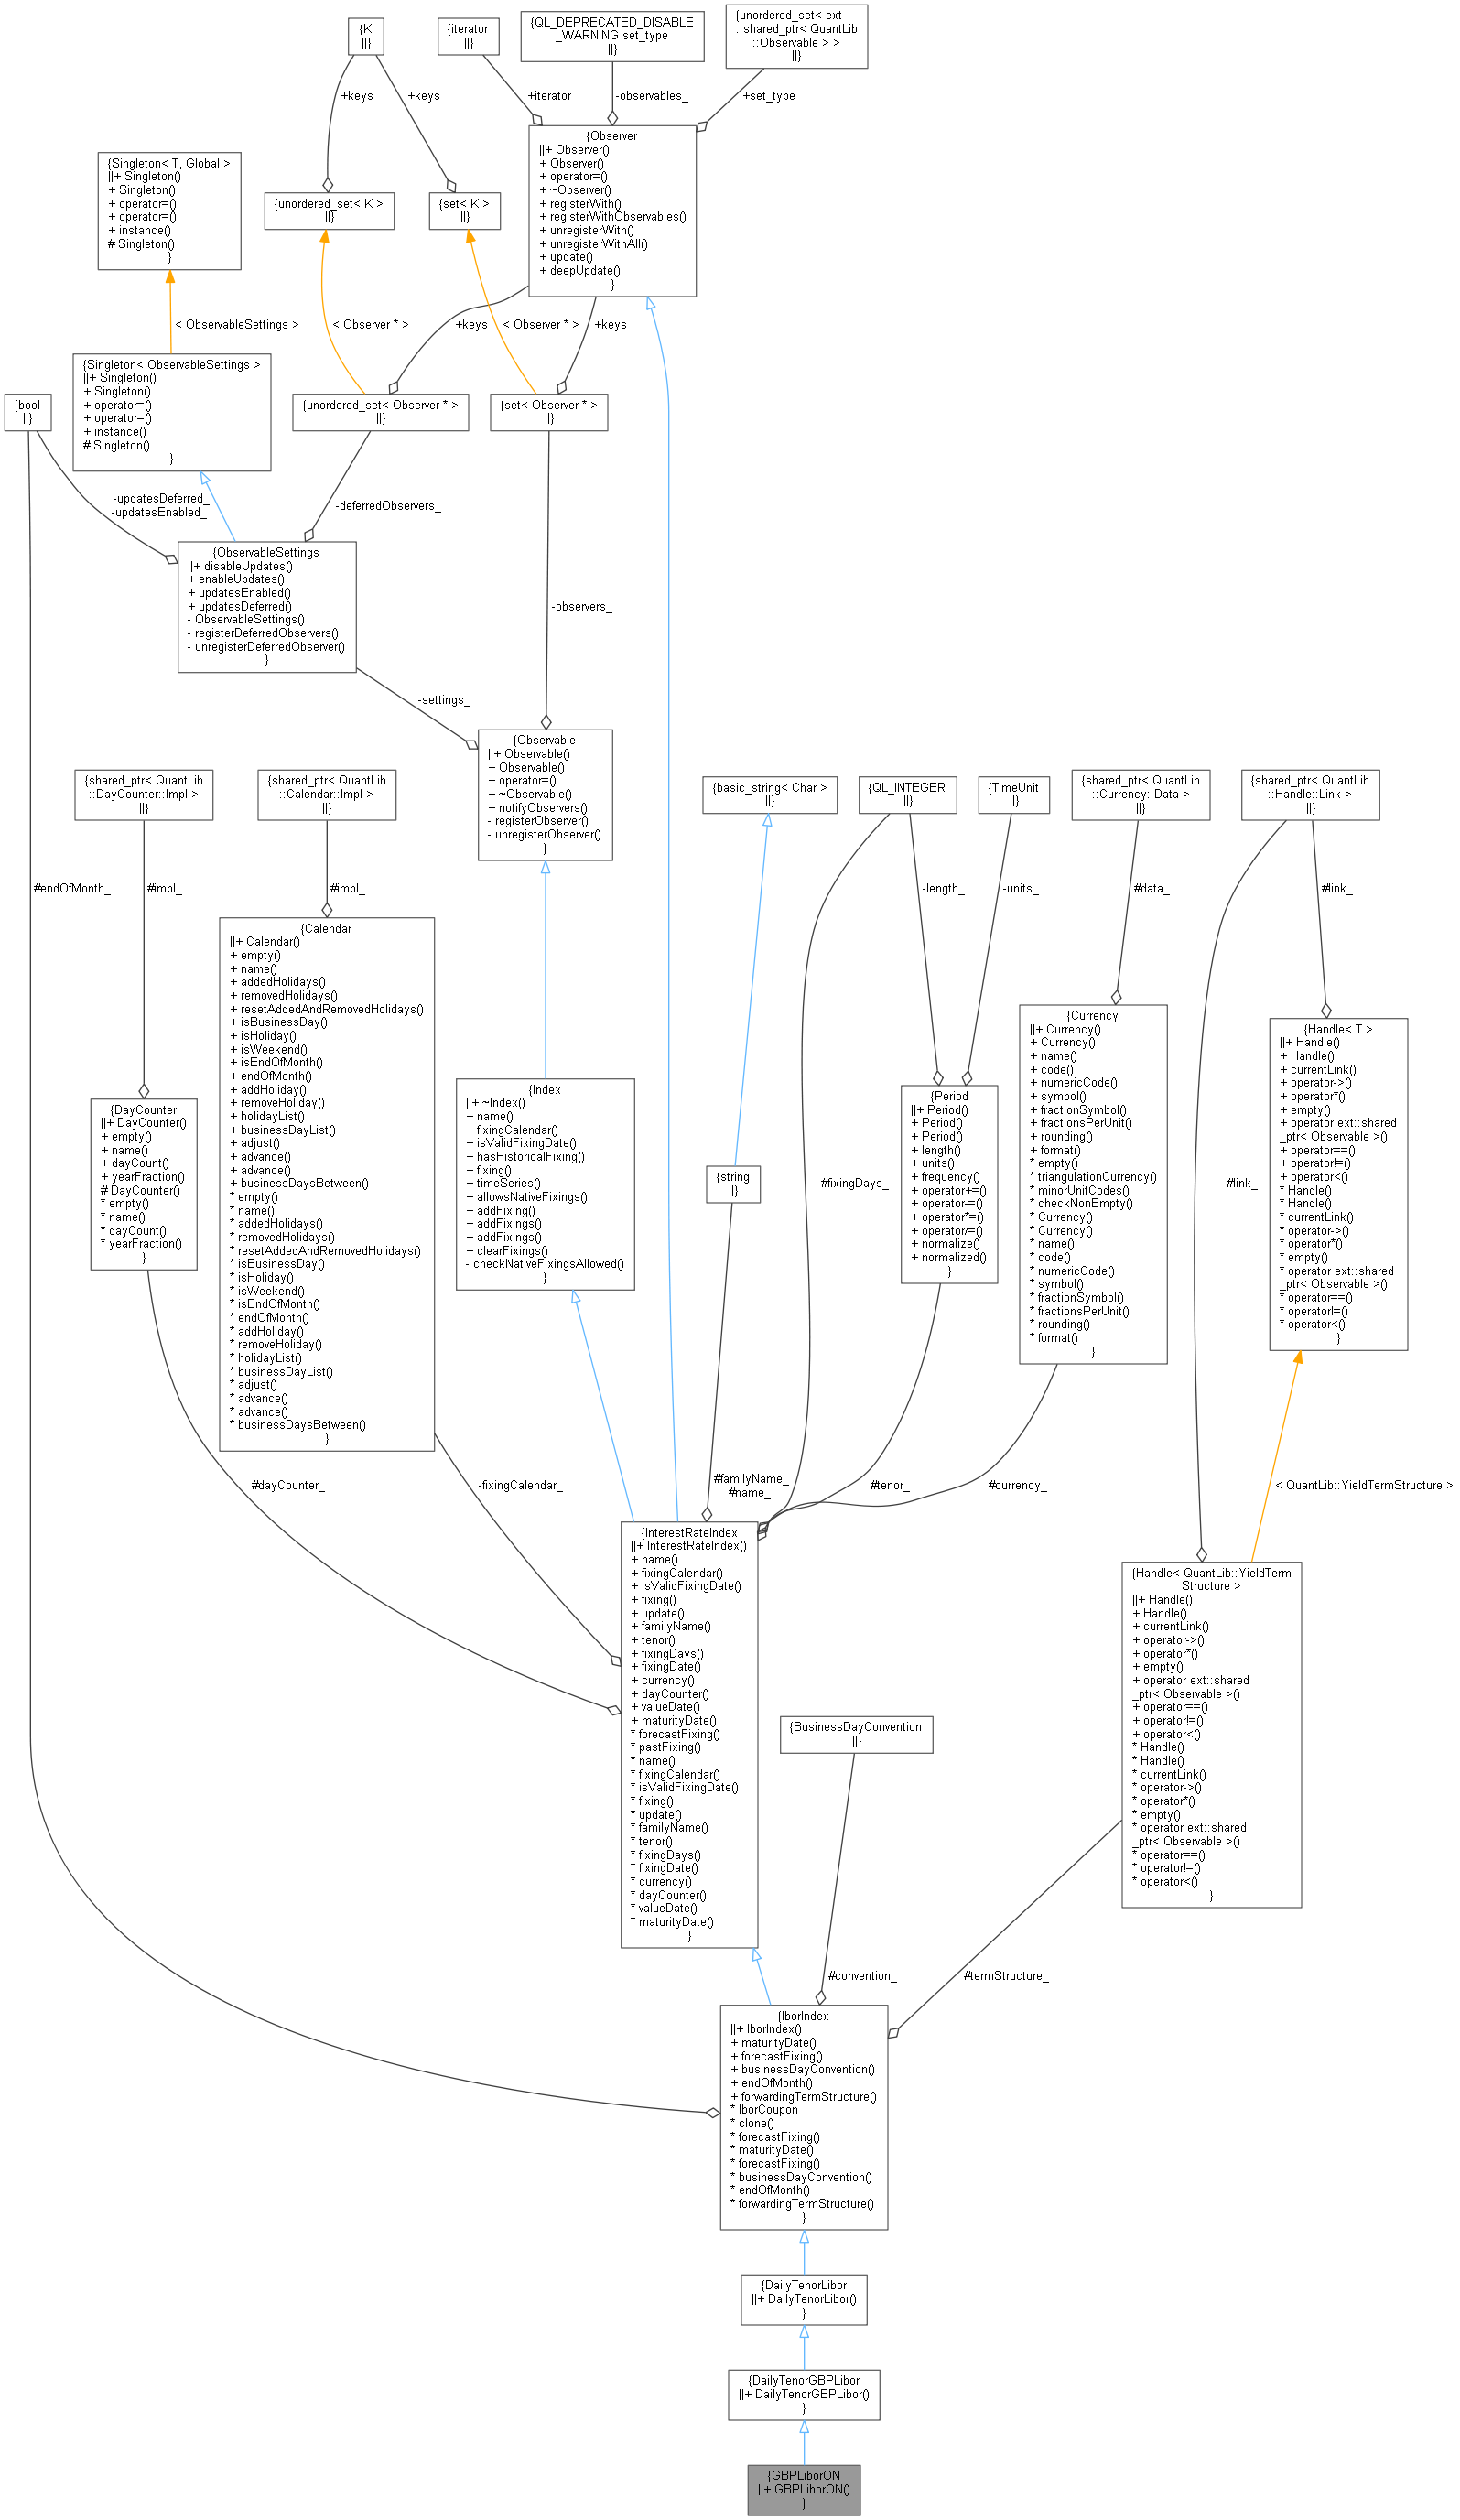 {K
||}
{iterator
||}
{QL_DEPRECATED_DISABLE
_WARNING set_type
||}
{unordered_set< ext
::shared_ptr< QuantLib
::Observable > >
||}
+keys
+keys
+iterator
-observables_
+set_type
{Singleton< T, Global >
||+ Singleton()
+ Singleton()
+ operator=()
+ operator=()
+ instance()
# Singleton()
}
{unordered_set< K >
||}
{set< K >
||}
{Observer
||+ Observer()
+ Observer()
+ operator=()
+ ~Observer()
+ registerWith()
+ registerWithObservables()
+ unregisterWith()
+ unregisterWithAll()
+ update()
+ deepUpdate()
}
< ObservableSettings >
< Observer * >
+keys
< Observer * >
+keys
{Singleton< ObservableSettings >
||+ Singleton()
+ Singleton()
+ operator=()
+ operator=()
+ instance()
# Singleton()
}
{bool
||}
{unordered_set< Observer * >
||}
{set< Observer * >
||}
-updatesDeferred_
-updatesEnabled_
-deferredObservers_
{ObservableSettings
||+ disableUpdates()
+ enableUpdates()
+ updatesEnabled()
+ updatesDeferred()
- ObservableSettings()
- registerDeferredObservers()
- unregisterDeferredObserver()
}
-observers_
-settings_
{Observable
||+ Observable()
+ Observable()
+ operator=()
+ ~Observable()
+ notifyObservers()
- registerObserver()
- unregisterObserver()
}
{shared_ptr< QuantLib
::DayCounter::Impl >
||}
{shared_ptr< QuantLib
::Calendar::Impl >
||}
{basic_string< Char >
||}
{QL_INTEGER
||}
{TimeUnit
||}
{shared_ptr< QuantLib
::Currency::Data >
||}
{shared_ptr< QuantLib
::Handle::Link >
||}
#endOfMonth_
#impl_
#impl_
-length_
-units_
#data_
#link_
{Calendar
||+ Calendar()
+ empty()
+ name()
+ addedHolidays()
+ removedHolidays()
+ resetAddedAndRemovedHolidays()
+ isBusinessDay()
+ isHoliday()
+ isWeekend()
+ isEndOfMonth()
+ endOfMonth()
+ addHoliday()
+ removeHoliday()
+ holidayList()
+ businessDayList()
+ adjust()
+ advance()
+ advance()
+ businessDaysBetween()
* empty()
* name()
* addedHolidays()
* removedHolidays()
* resetAddedAndRemovedHolidays()
* isBusinessDay()
* isHoliday()
* isWeekend()
* isEndOfMonth()
* endOfMonth()
* addHoliday()
* removeHoliday()
* holidayList()
* businessDayList()
* adjust()
* advance()
* advance()
* businessDaysBetween()
}
{DayCounter
||+ DayCounter()
+ empty()
+ name()
+ dayCount()
+ yearFraction()
# DayCounter()
* empty()
* name()
* dayCount()
* yearFraction()
}
{Index
||+ ~Index()
+ name()
+ fixingCalendar()
+ isValidFixingDate()
+ hasHistoricalFixing()
+ fixing()
+ timeSeries()
+ allowsNativeFixings()
+ addFixing()
+ addFixings()
+ addFixings()
+ clearFixings()
- checkNativeFixingsAllowed()
}
{string
||}
#fixingDays_
{Period
||+ Period()
+ Period()
+ Period()
+ length()
+ units()
+ frequency()
+ operator+=()
+ operator-=()
+ operator*=()
+ operator/=()
+ normalize()
+ normalized()
}
{Currency
||+ Currency()
+ Currency()
+ name()
+ code()
+ numericCode()
+ symbol()
+ fractionSymbol()
+ fractionsPerUnit()
+ rounding()
+ format()
* empty()
* triangulationCurrency()
* minorUnitCodes()
* checkNonEmpty()
* Currency()
* Currency()
* name()
* code()
* numericCode()
* symbol()
* fractionSymbol()
* fractionsPerUnit()
* rounding()
* format()
}
#link_
{Handle< T >
||+ Handle()
+ Handle()
+ currentLink()
+ operator->()
+ operator*()
+ empty()
+ operator ext::shared
_ptr< Observable >()
+ operator==()
+ operator!=()
+ operator<()
* Handle()
* Handle()
* currentLink()
* operator->()
* operator*()
* empty()
* operator ext::shared
_ptr< Observable >()
* operator==()
* operator!=()
* operator<()
}
#dayCounter_
-fixingCalendar_
#familyName_
#name_
#tenor_
#currency_
< QuantLib::YieldTermStructure >
{InterestRateIndex
||+ InterestRateIndex()
+ name()
+ fixingCalendar()
+ isValidFixingDate()
+ fixing()
+ update()
+ familyName()
+ tenor()
+ fixingDays()
+ fixingDate()
+ currency()
+ dayCounter()
+ valueDate()
+ maturityDate()
* forecastFixing()
* pastFixing()
* name()
* fixingCalendar()
* isValidFixingDate()
* fixing()
* update()
* familyName()
* tenor()
* fixingDays()
* fixingDate()
* currency()
* dayCounter()
* valueDate()
* maturityDate()
}
{BusinessDayConvention
||}
{Handle< QuantLib::YieldTerm
Structure >
||+ Handle()
+ Handle()
+ currentLink()
+ operator->()
+ operator*()
+ empty()
+ operator ext::shared
_ptr< Observable >()
+ operator==()
+ operator!=()
+ operator<()
* Handle()
* Handle()
* currentLink()
* operator->()
* operator*()
* empty()
* operator ext::shared
_ptr< Observable >()
* operator==()
* operator!=()
* operator<()
}
#convention_
#termStructure_
{IborIndex
||+ IborIndex()
+ maturityDate()
+ forecastFixing()
+ businessDayConvention()
+ endOfMonth()
+ forwardingTermStructure()
* IborCoupon
* clone()
* forecastFixing()
* maturityDate()
* forecastFixing()
* businessDayConvention()
* endOfMonth()
* forwardingTermStructure()
}
{DailyTenorLibor
||+ DailyTenorLibor()
}
{DailyTenorGBPLibor
||+ DailyTenorGBPLibor()
}
{GBPLiborON
||+ GBPLiborON()
}